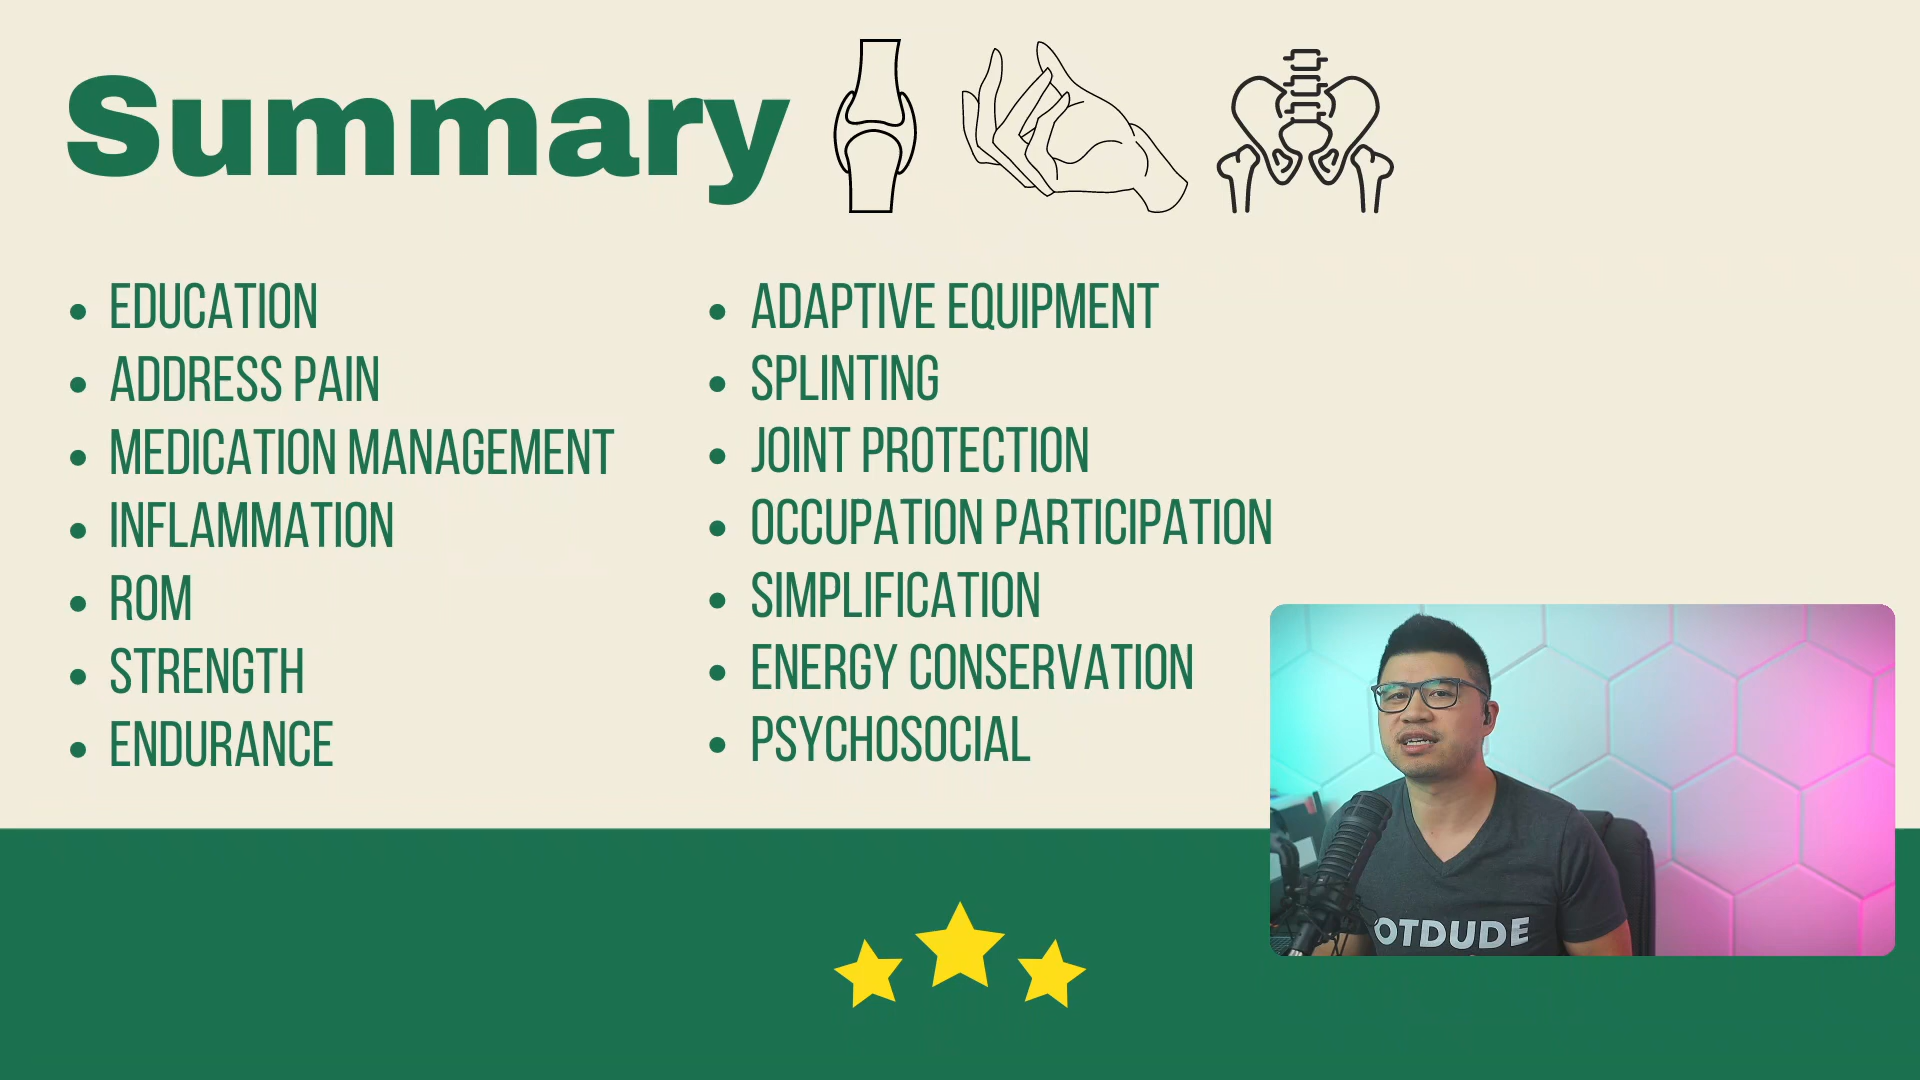 Summary
EDUCATION
ADDRESS PAIN
MEDICATION MANAGEMENT
INFLAMMATION
ROM
STRENGTH
ENDURANCE
ADAPTIVE EQUIPMENT
SPLINTING
JOINT PROTECTION
OCCUPATION PARTICIPATION
SIMPLIFICATION
ENERGY CONSERVATION
PSYCHOSOCIAL
OTDUDE